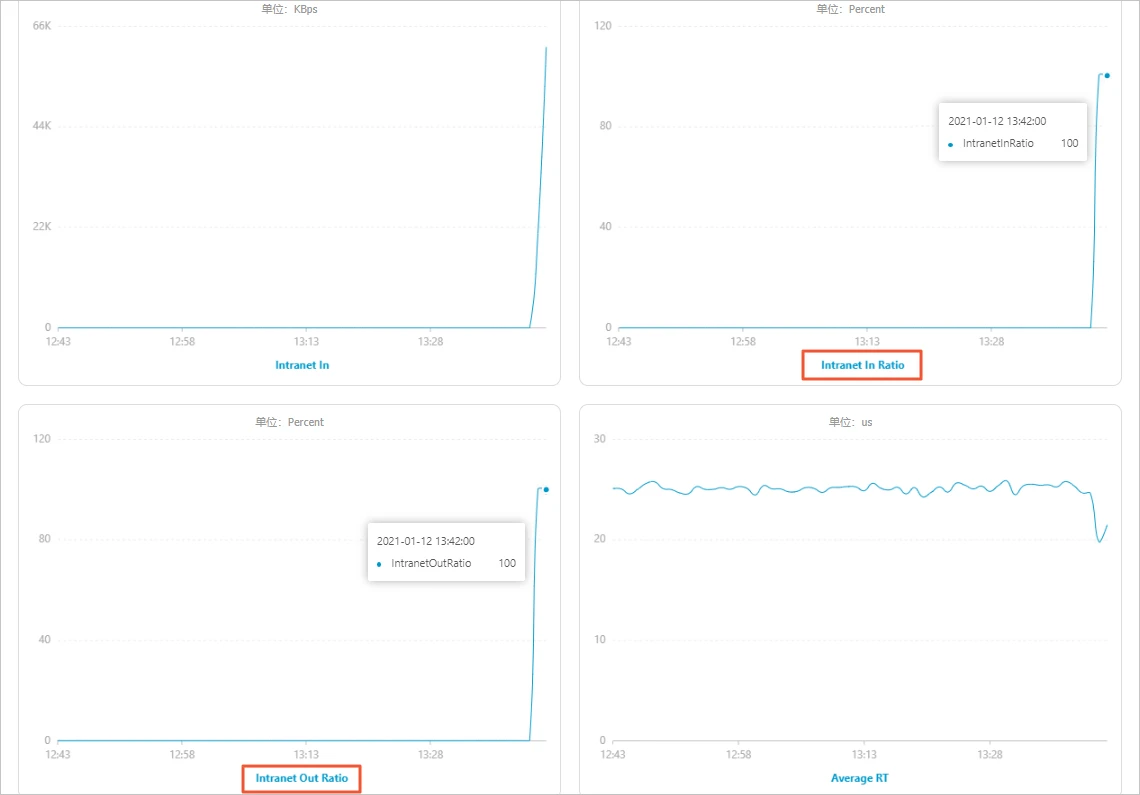 单位：KBps
66K
44K
22K
0
12:43 12:58 13:13 13:28
Intranet In
单位：Percent
120
80
40
0
2021-01-12 13:42:00
IntranetInRatio 100
12:43 12:58 13:13 13:28
Intranet In Ratio
单位：Percent
120
80
40
0
2021-01-12 13:42:00
IntranetOutRatio 100
12:43 12:58 13:13 13:28
Intranet Out Ratio
单位：us
30
20
10
0
12:43 12:58 13:13 13:28
Average RT